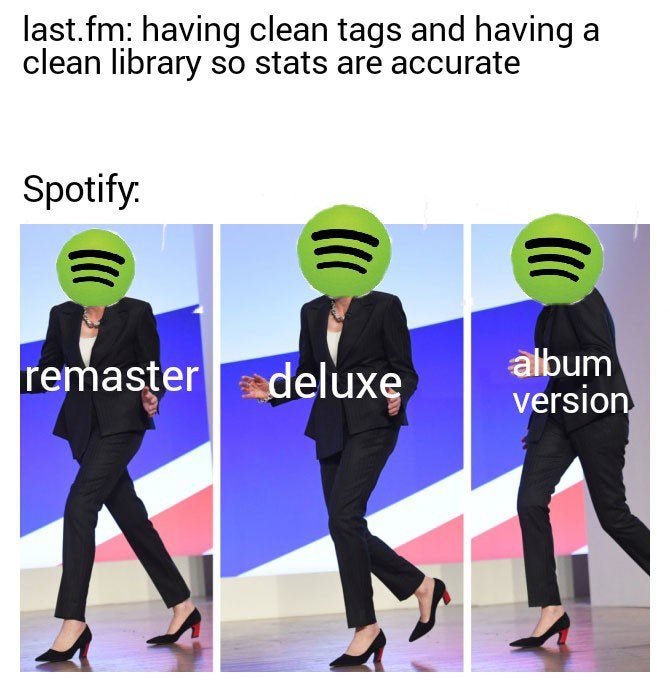 last.fm: having clean tags and having a
clean library so stats are accurate
Spotify:
remaster
deluxe
album
version